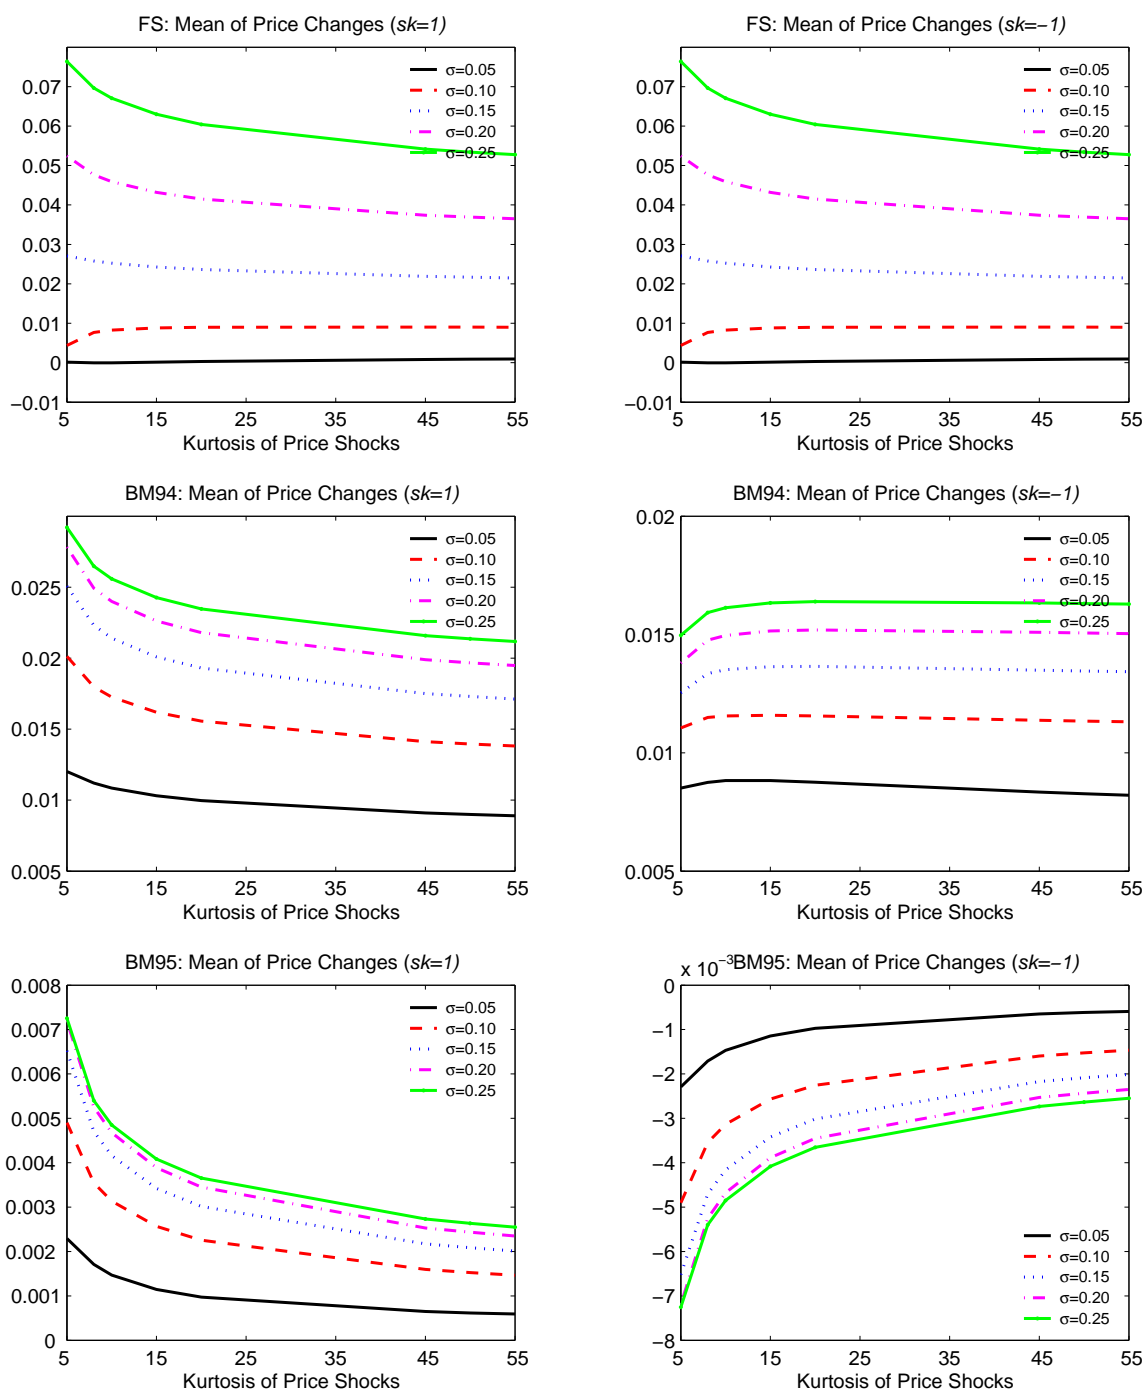 FS: Mean of Price Changes (sk=1)
0.07
0.06
0.05
0.04
0.03
0.02
0.01
0
−0.01
σ=0.05
σ=0.10
σ=0.15
σ=0.20
σ=0.25
5 15 25 35 45 55
Kurtosis of Price Shocks
FS: Mean of Price Changes (sk=−1)
0.07
0.06
0.05
0.04
0.03
0.02
0.01
0
−0.01
σ=0.05
σ=0.10
σ=0.15
σ=0.20
σ=0.25
5 15 25 35 45 55
Kurtosis of Price Shocks
BM94: Mean of Price Changes (sk=1)
0.025
0.02
0.015
0.01
0.005
σ=0.05
σ=0.10
σ=0.15
σ=0.20
σ=0.25
5 15 25 35 45 55
Kurtosis of Price Shocks
BM94: Mean of Price Changes (sk=−1)
0.02
0.015
0.01
0.005
σ=0.05
σ=0.10
σ=0.15
σ=0.20
σ=0.25
5 15 25 35 45 55
Kurtosis of Price Shocks
BM95: Mean of Price Changes (sk=1)
0.008
0.007
0.006
0.005
0.004
0.003
0.002
0.001
0
σ=0.05
σ=0.10
σ=0.15
σ=0.20
σ=0.25
5 15 25 35 45 55
Kurtosis of Price Shocks
x 10−3
BM95: Mean of Price Changes (sk=−1)
0
−1
−2
−3
−4
−5
−6
−7
−8
σ=0.05
σ=0.10
σ=0.15
σ=0.20
σ=0.25
5 15 25 35 45 55
Kurtosis of Price Shocks